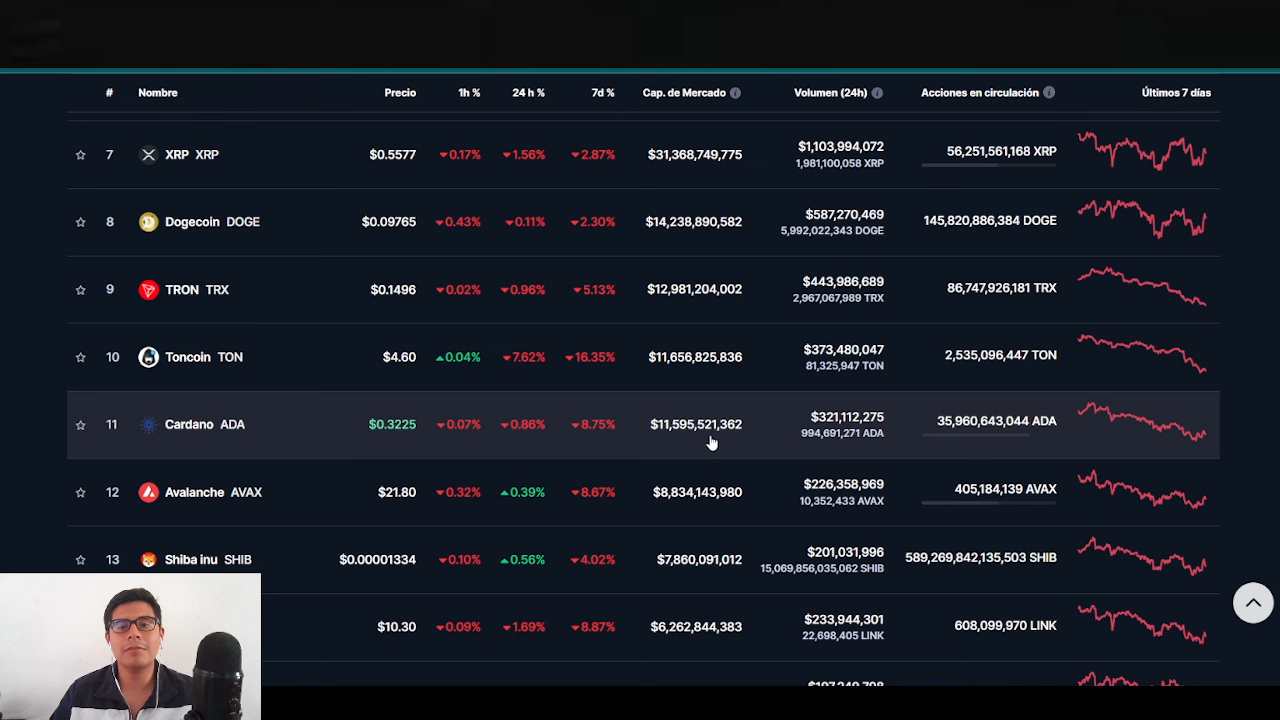 # Nombre Precio 1h % 24 h % 7d % Cap. de Mercado Volumen (24h) Acciones en circulación Últimos 7 días
7 XRP XRP $0.5577 0.17% 1.56% 2.87% $31,368,749,775 $1,103,994,072 56,251,561,168 XRP
1,981,100,058 XRP
8 Dogecoin DOGE $0.09765 0.43% 0.11% 2.30% $14,238,890,582 $587,270,469 145,820,886,384 DOGE
5,992,022,343 DOGE
9 TRON TRX $0.1496 0.02% 0.96% 5.13% $12,981,204,002 $443,986,689 86,747,926,181 TRX
2,967,067,989 TRX
10 Toncoin TON $4.60 0.04% 7.62% 16.35% $11,656,825,836 $373,480,047 2,535,096,447 TON
81,325,947 TON
11 Cardano ADA $0.3225 0.07% 0.86% 8.75% $11,595,521,362 $321,112,275 35,960,643,044 ADA
994,691,271 ADA
12 Avalanche AVAX $21.80 0.32% 0.39% 8.67% $8,834,143,980 $226,358,969 405,184,139 AVAX
10,352,433 AVAX
13 Shiba inu SHIB $0.00001334 0.10% 0.56% 4.02% $7,860,091,012 $201,031,996 589,269,842,135,503 SHIB
15,069,856,035,062 SHIB
$10.30 0.09% 1.69% 8.87% $6,262,844,383 $233,944,301 608,099,970 LINK
22,698,405 LINK